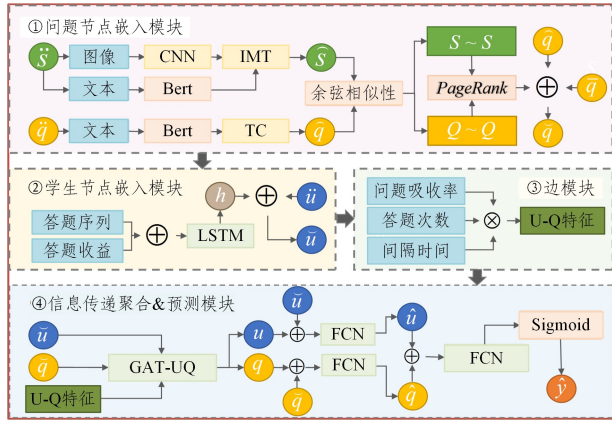 ①问题节点嵌入模块
s̈ 图像 CNN IMT ŝ S ~ S q̂
文本 Bert 余弦相似性 PageRank ⊕ q̄
q̈ 文本 Bert TC q̂ Q ~ Q q̆
②学生节点嵌入模块
h ⊕ ü
答题序列
⊕ LSTM ŭ
答题收益
③边模块
问题吸收率
答题次数 ⊗ U-Q特征
间隔时间
④信息传递聚合&预测模块
ŭ ŭ
u ⊕ FCN û Sigmoid
q̆ GAT-UQ ⊕ FCN
q ⊕ FCN q̂ ŷ
U-Q特征 q̆